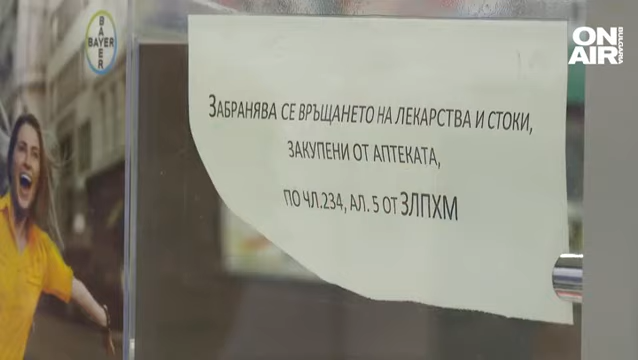 BAYER
BAYER
ON
AIR
BULGARIA
ЗАБРАНЯВА СЕ ВРЪЩАНЕТО НА ЛЕКАРСТВА И СТОКИ,
ЗАКУПЕНИ ОТ АПТЕКАТА,
ПО ЧЛ.234, АЛ. 5 ОТ ЗЛПХМ